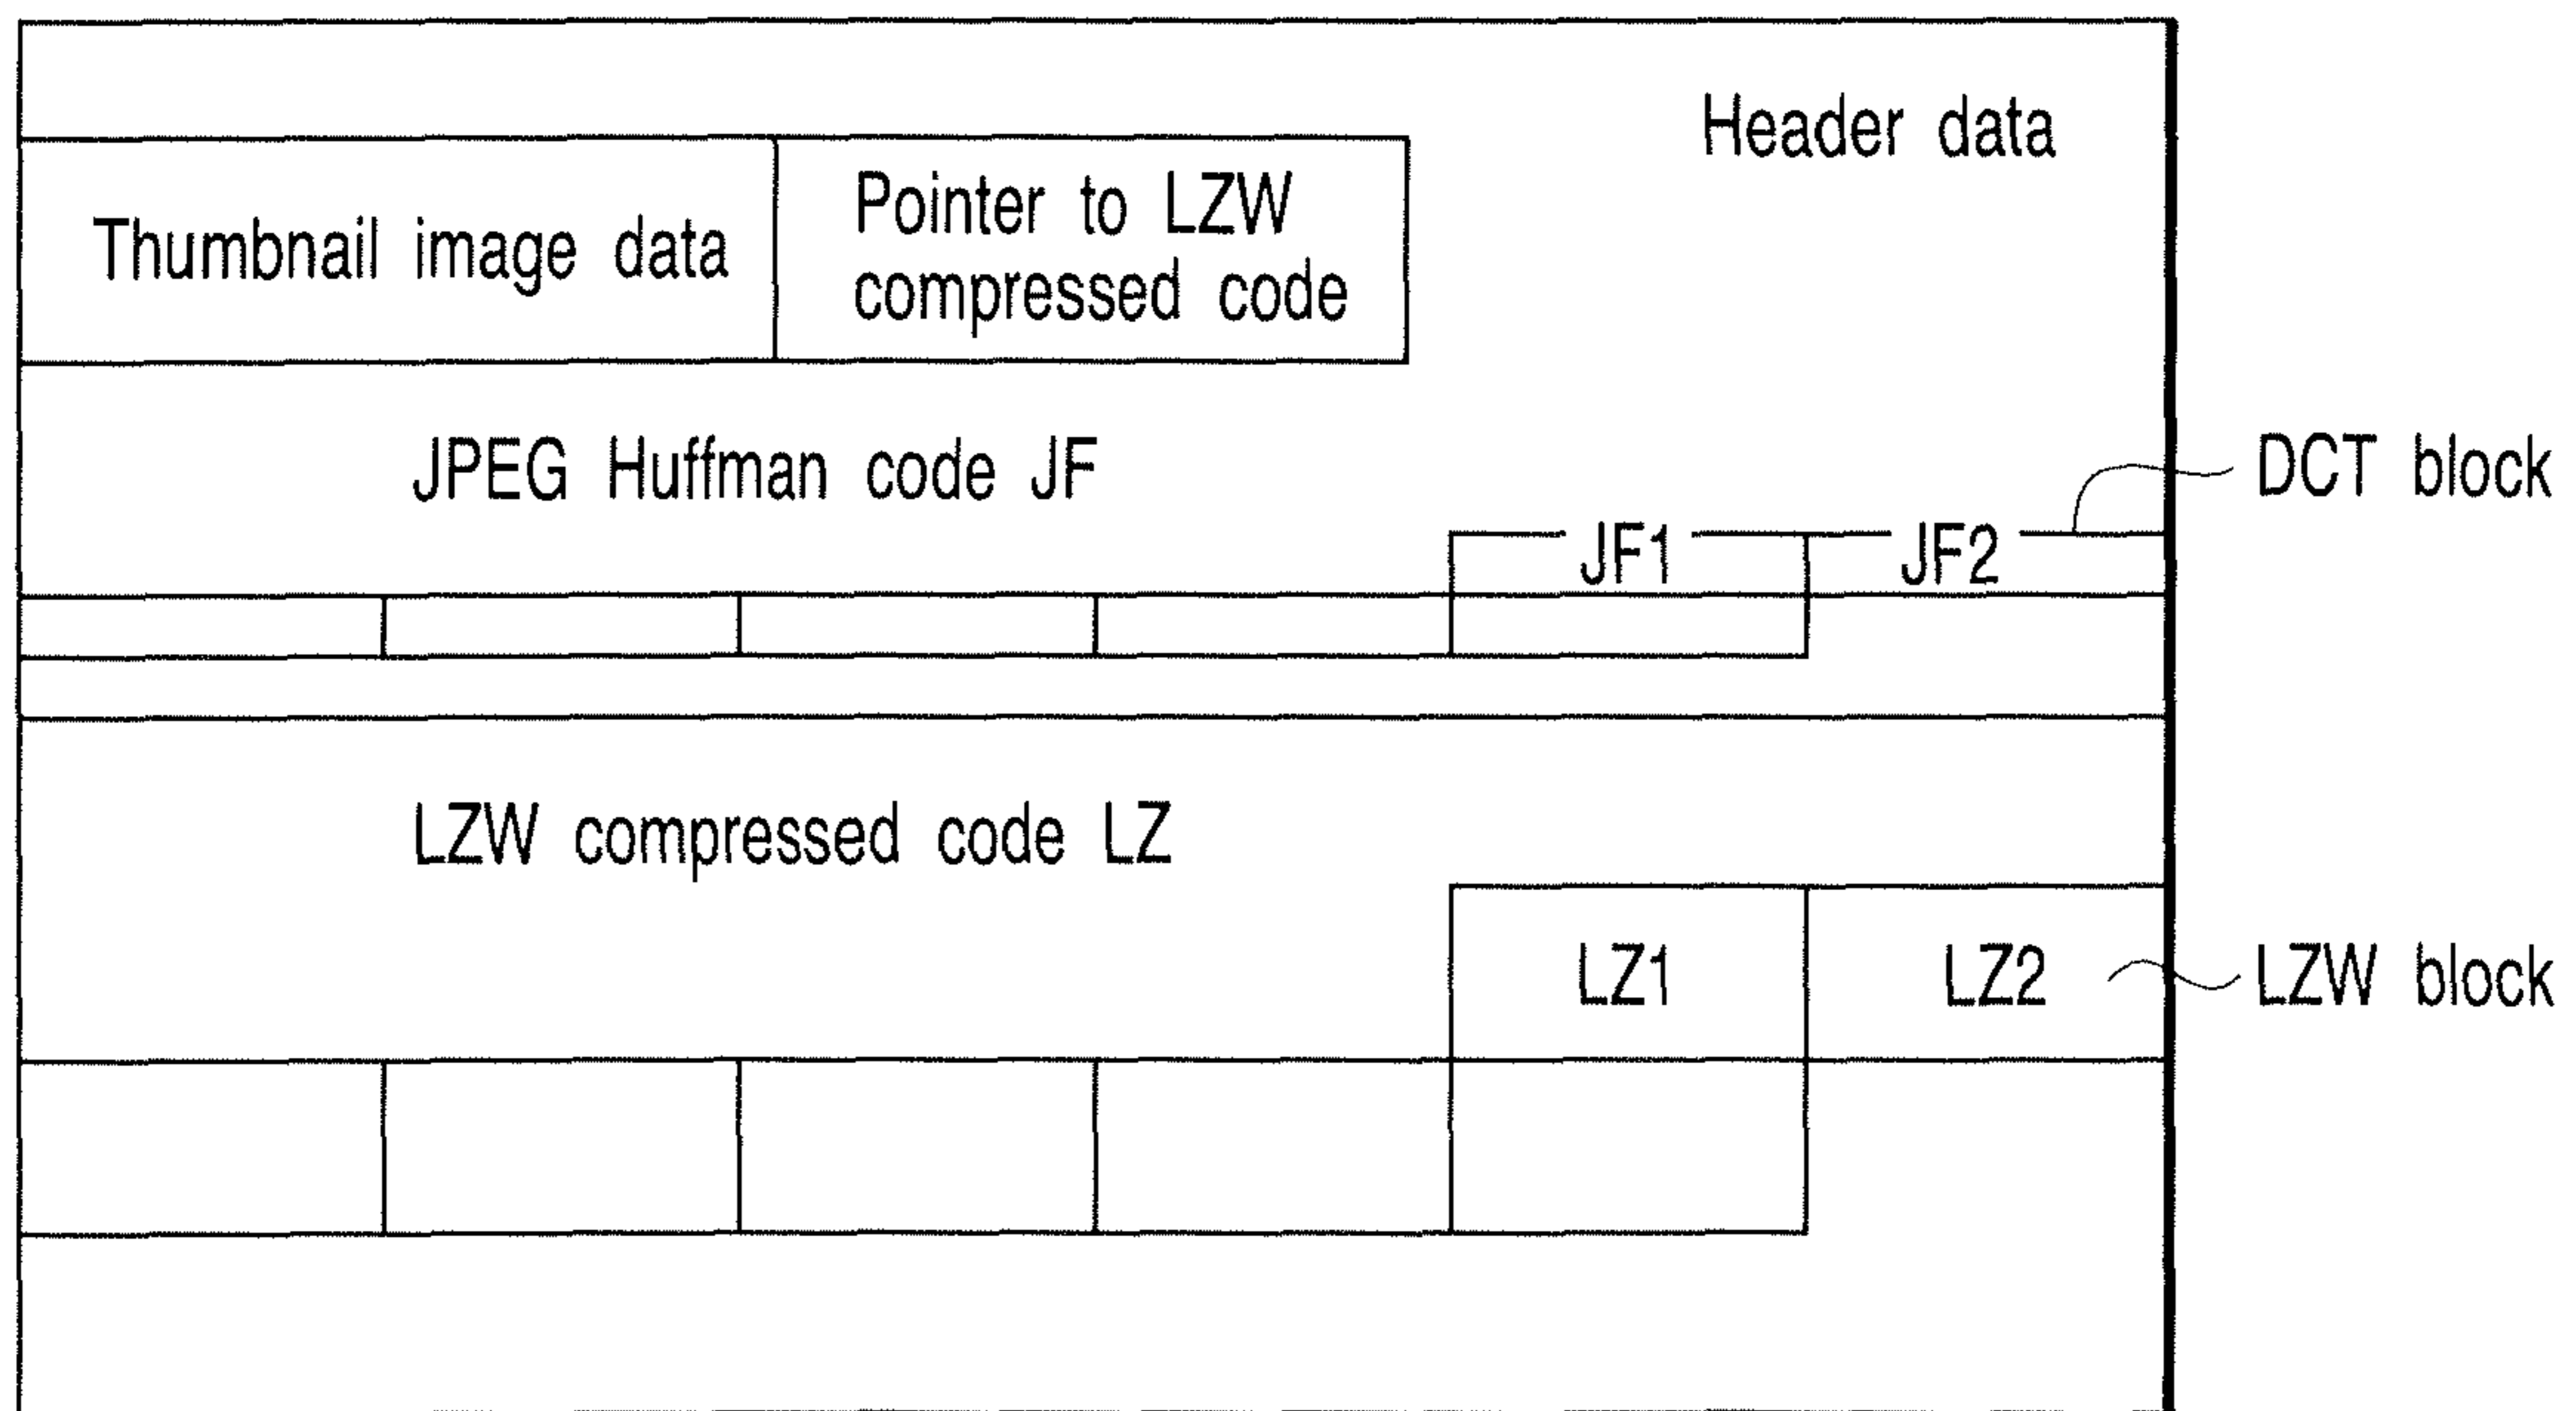 Header data
Thumbnail image data
Pointer to LZW
compressed code
JPEG Huffman code JF
DCT block
JF1
JF2
LZW compressed code LZ
LZ1
LZ2
LZW block